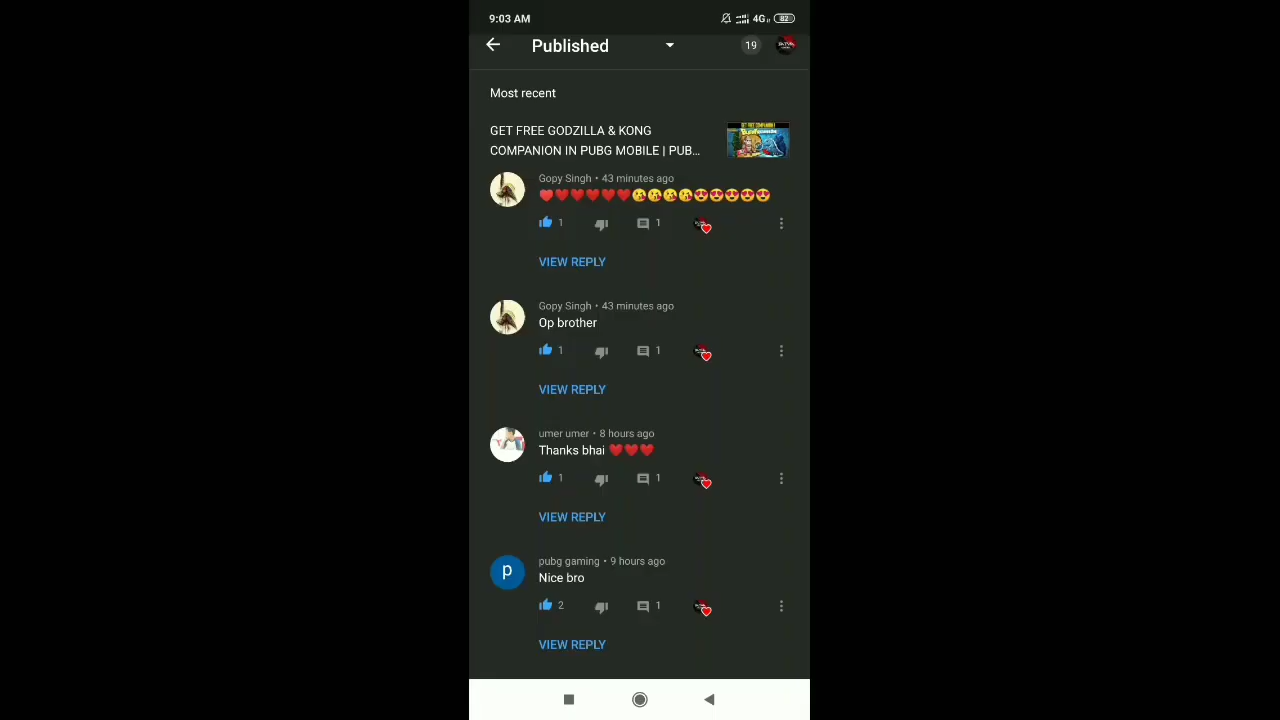 9:03 AM
4G
82
Published
19
Most recent
GET FREE GODZILLA & KONG
COMPANION IN PUBG MOBILE | PUB...
Gopy Singh • 43 minutes ago
❤️❤️❤️❤️❤️❤️😘😘😘😘😍😍😍😍😍
1
1
VIEW REPLY
Gopy Singh • 43 minutes ago
Op brother
1
1
VIEW REPLY
umer umer • 8 hours ago
Thanks bhai ❤️❤️❤️
1
1
VIEW REPLY
p
pubg gaming • 9 hours ago
Nice bro
2
1
VIEW REPLY